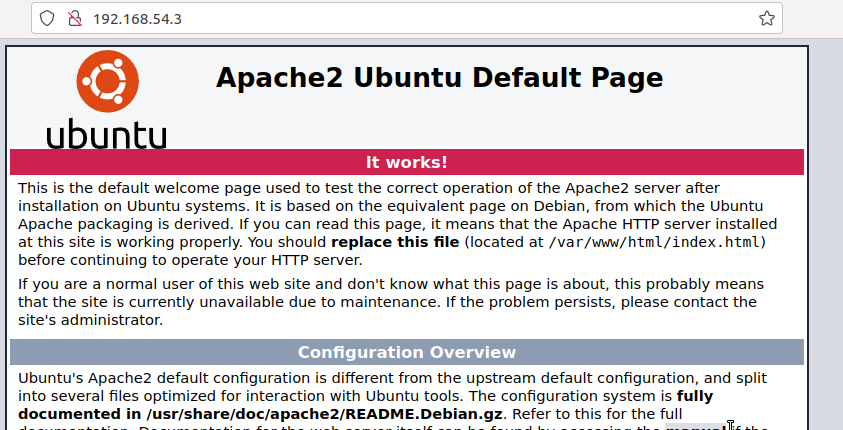 192.168.54.3
Apache2 Ubuntu Default Page
ubuntu
It works!
This is the default welcome page used to test the correct operation of the Apache2 server after
installation on Ubuntu systems. It is based on the equivalent page on Debian, from which the Ubuntu
Apache packaging is derived. If you can read this page, it means that the Apache HTTP server installed
at this site is working properly. You should replace this file (located at /var/www/html/index.html)
before continuing to operate your HTTP server.
If you are a normal user of this web site and don't know what this page is about, this probably means
that the site is currently unavailable due to maintenance. If the problem persists, please contact the
site's administrator.
Configuration Overview
Ubuntu's Apache2 default configuration is different from the upstream default configuration, and split
into several files optimized for interaction with Ubuntu tools. The configuration system is fully
documented in /usr/share/doc/apache2/README.Debian.gz. Refer to this for the full
documentation. Documentation for the web server itself can be found by accessing the manual if the